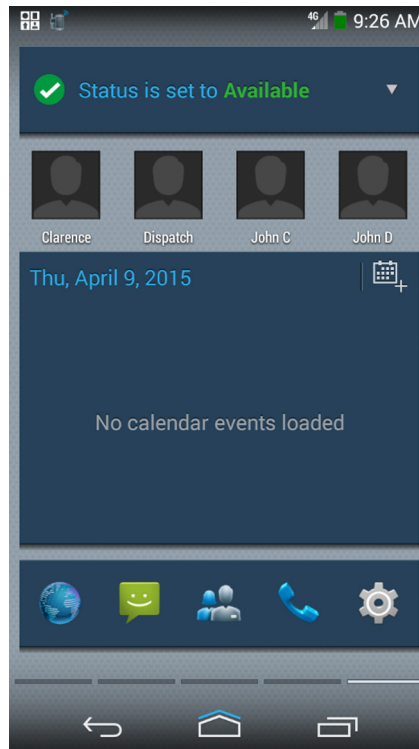 4G 9:26 AM
Status is set to Available
Clarence Dispatch John C John D
Thu, April 9, 2015
No calendar events loaded